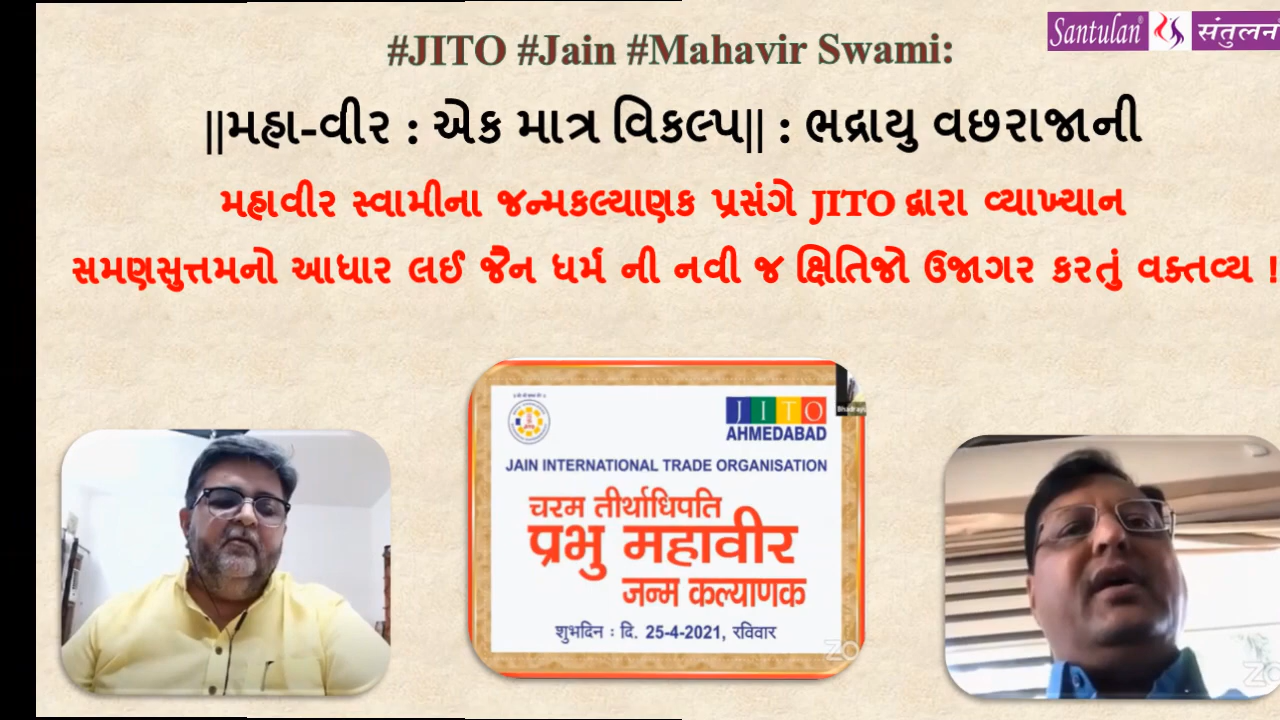 #JITO #Jain #Mahavir Swami:
Santulan® સંતુલન
||મહા-વીર : એક માત્ર વિકલ્પ|| : ભદ્રાયુ વછરાજાની
મહાવીર સ્વામીના જન્મકલ્યાણક પ્રસંગે JITO દ્વારા વ્યાખ્યાન
સમણસુત્તમનો આધાર લઈ જૈન ધર્મ ની નવી જ ક્ષિતિજો ઉજાગર કરતું વક્તવ્ય !
JITO
AHMEDABAD
JAIN INTERNATIONAL TRADE ORGANISATION
चरम तीर्थाधिपति
प्रभु महावीर
जन्म कल्याणक
शुभदिन : दि. 25-4-2021, रविवार